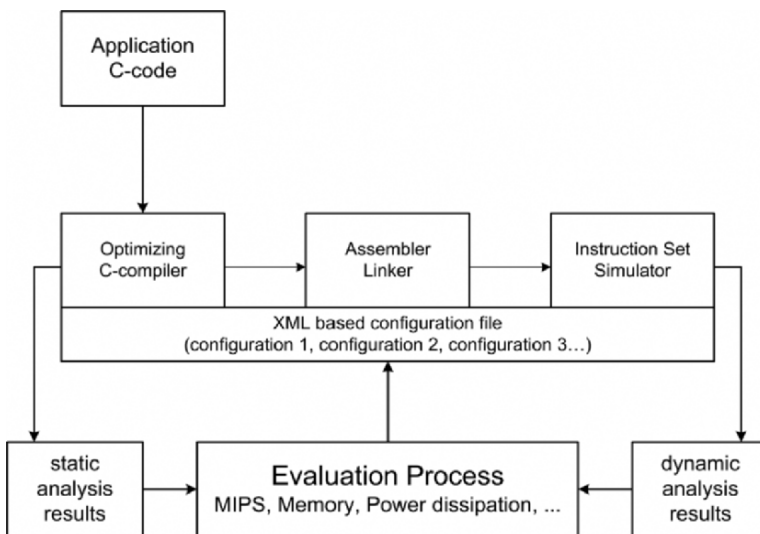 Application
C-code
Optimizing
C-compiler
Assembler
Linker
Instruction Set
Simulator
XML based configuration file
(configuration 1, configuration 2, configuration 3…)
static
analysis
results
Evaluation Process
MIPS, Memory, Power dissipation, ...
dynamic
analysis
results